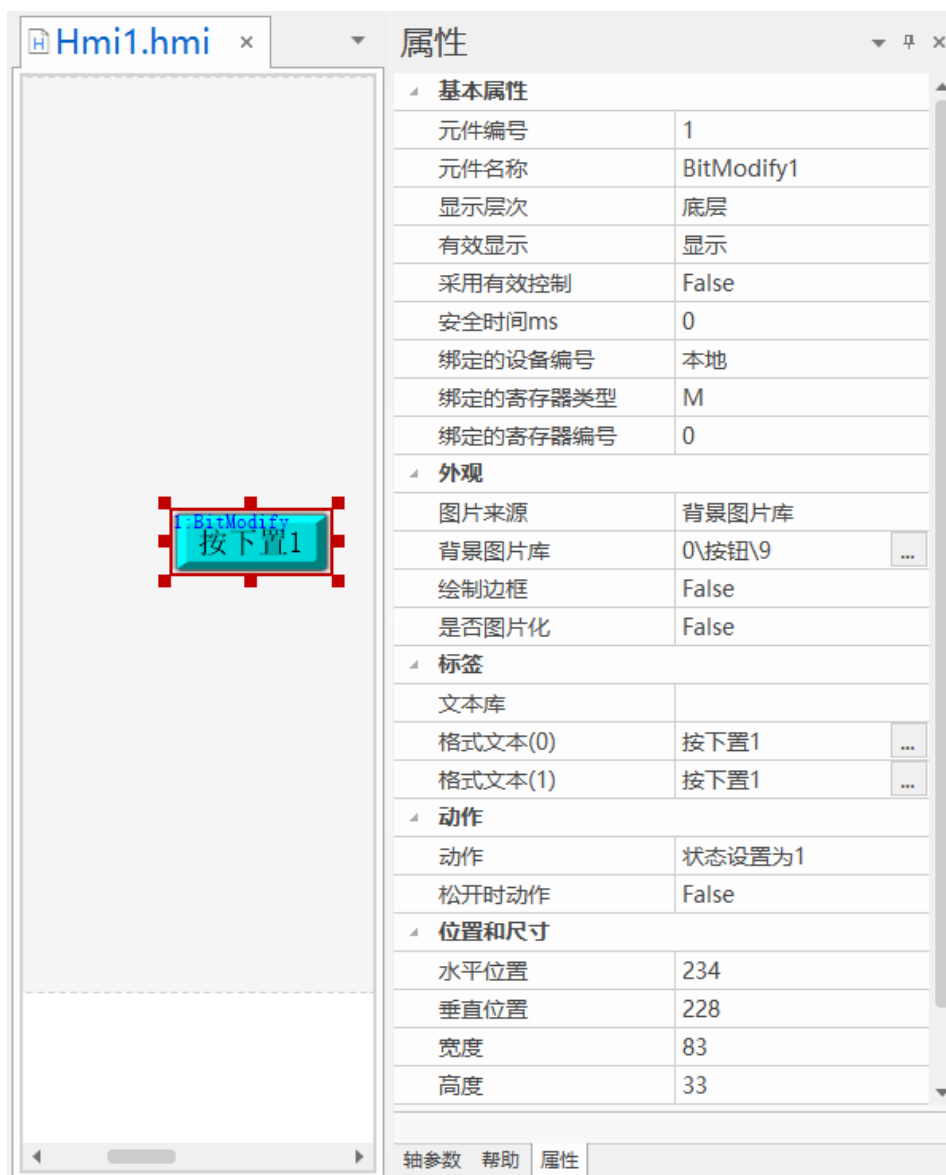 Hmi1.hmi
1:BitModify
按下置1
属性
基本属性
元件编号 1
元件名称 BitModify1
显示层次 底层
有效显示 显示
采用有效控制 False
安全时间ms 0
绑定的设备编号 本地
绑定的寄存器类型 M
绑定的寄存器编号 0
外观
图片来源 背景图片库
背景图片库 0\按钮\9 ...
绘制边框 False
是否图片化 False
标签
文本库
格式文本(0) 按下置1 ...
格式文本(1) 按下置1 ...
动作
动作 状态设置为1
松开时动作 False
位置和尺寸
水平位置 234
垂直位置 228
宽度 83
高度 33
轴参数 帮助 属性